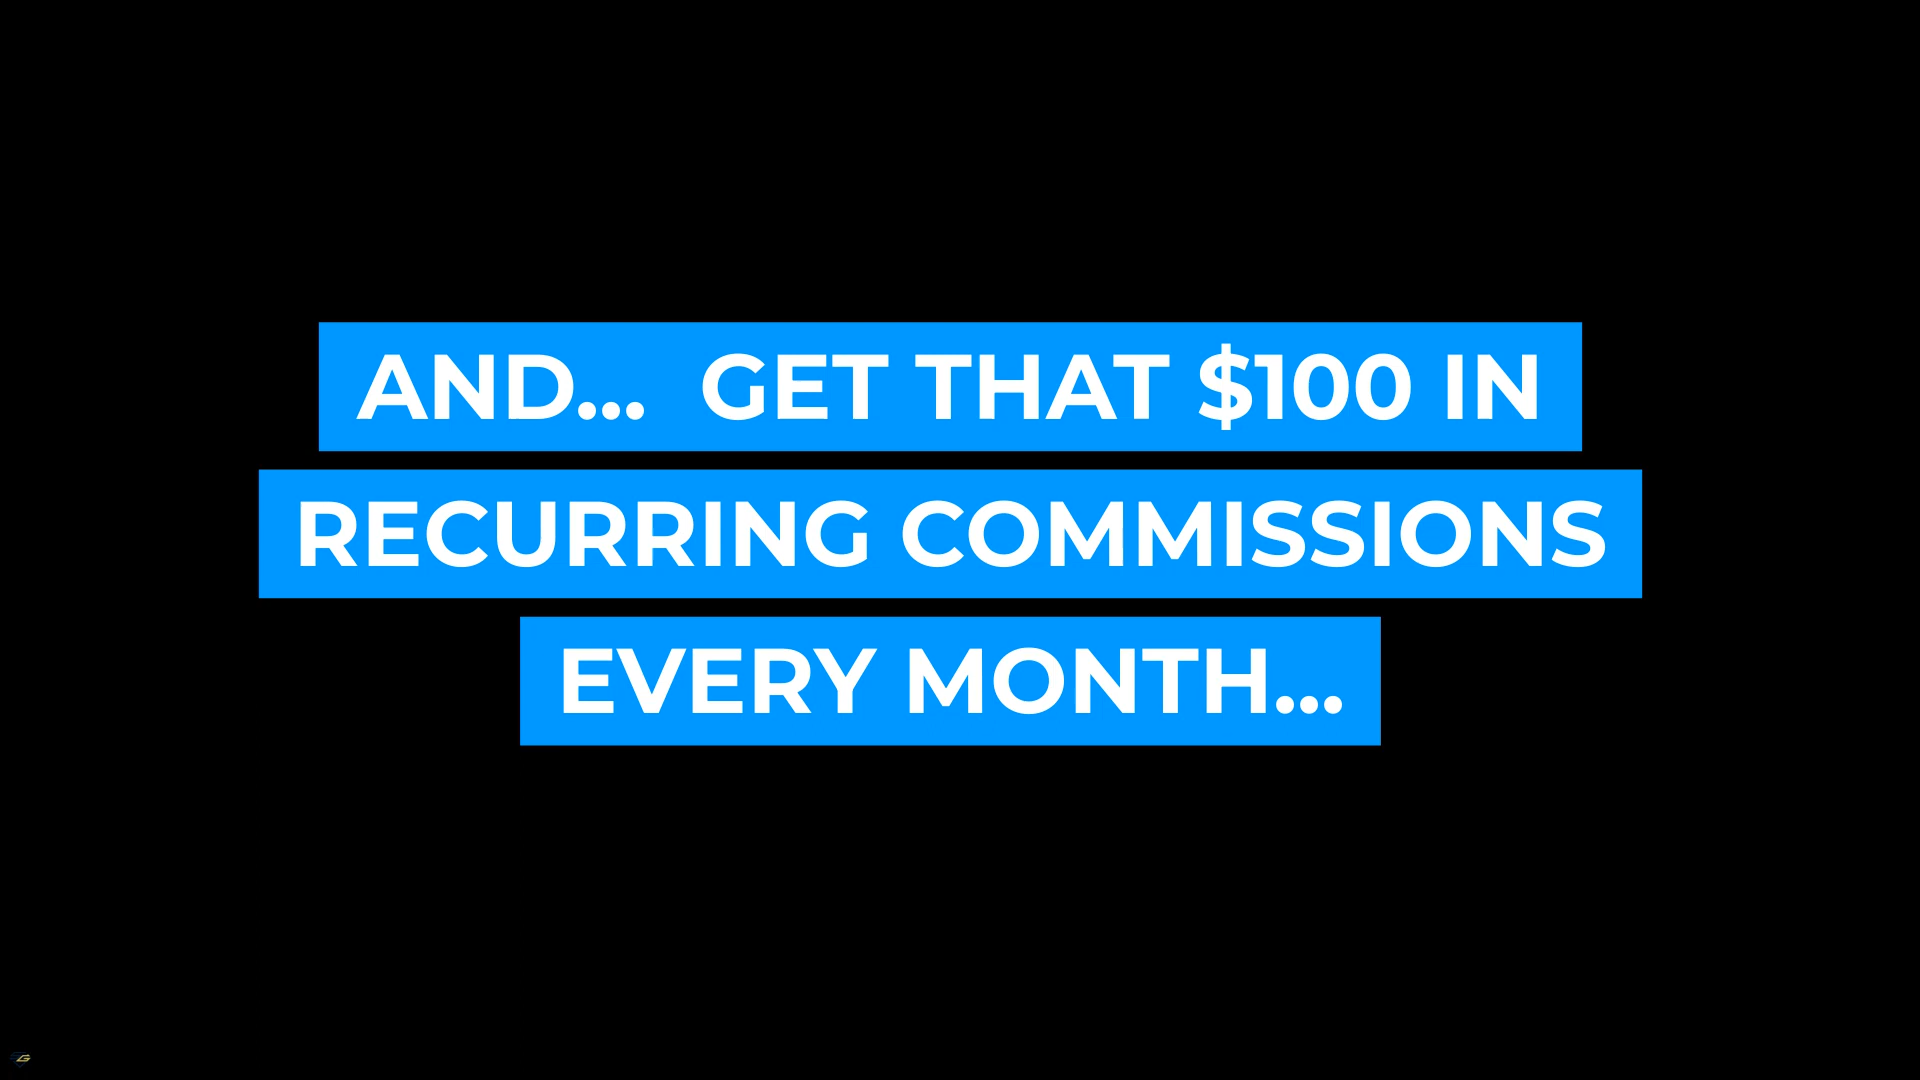 AND...  GET THAT $100 IN
RECURRING COMMISSIONS
EVERY MONTH...